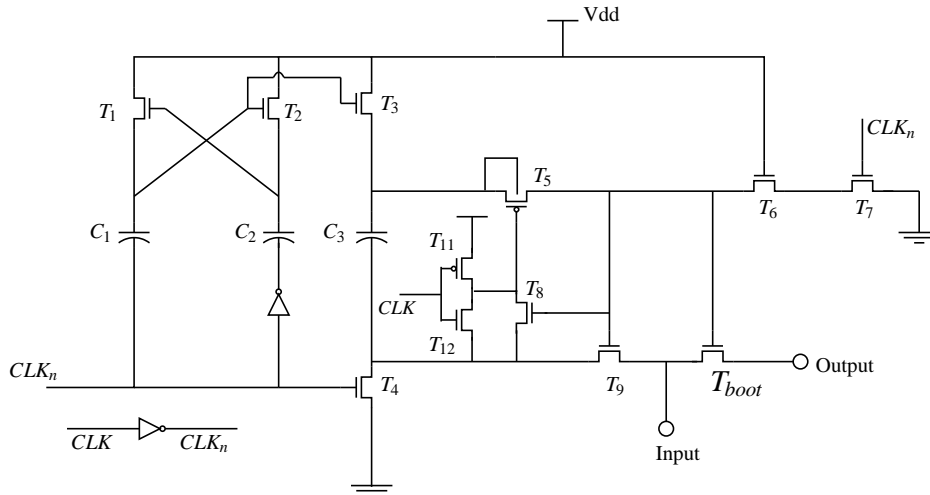 Vdd
T1
T2
T3
CLKn
T5
T6
T7
C1
C2
C3
T11
T8
CLK
T12
CLKn
T4
T9
Tboot
Output
CLK
CLKn
Input